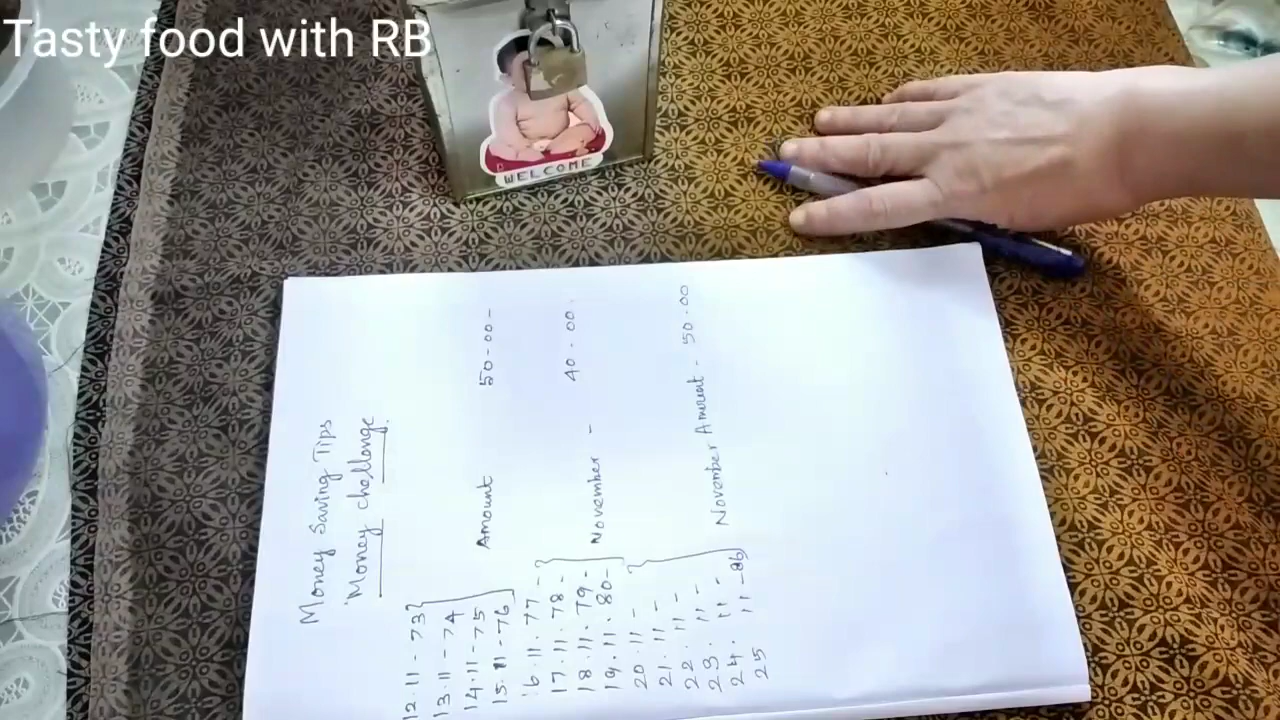 Tasty food with RB
WELCOME
Money Saving Tips
"Money challange
12.11-73
13.11-74
14.11-75
15.11-76
Amount 50-00-
16.11.77-
17.11.78-
18.11.79-
19.11.80-
November - 40.00.
20.11-
21.11-
22.11-
23.11-
24.11-
25 11-86
November Amount- 50.00